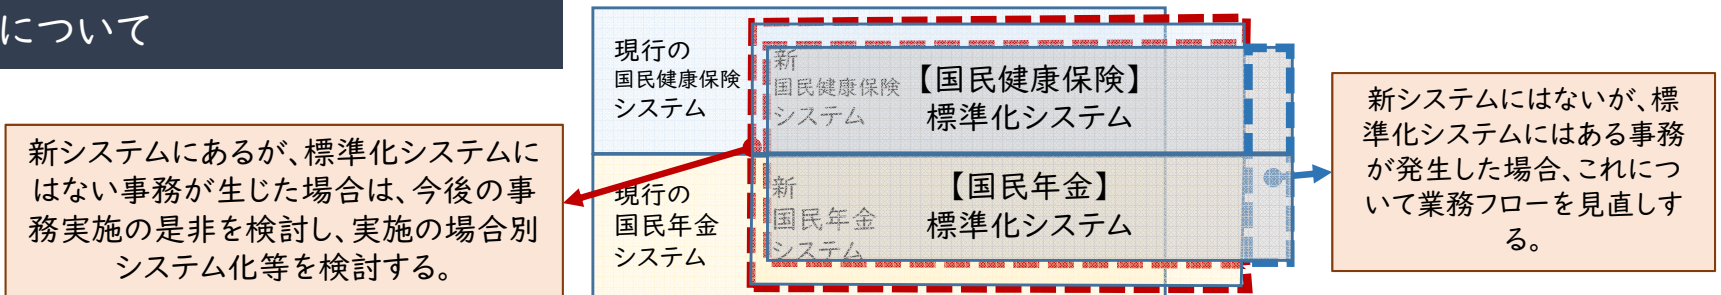 について
現行の
国民健康保険
システム
新
国民健康保険
システム
【国民健康保険】
標準化システム
新システムにはないが、標
準化システムにはある事務
が発生した場合、これにつ
いて業務フローを見直しす
る。
新システムにあるが、標準化システムに
はない事務が生じた場合は、今後の事
務実施の是非を検討し、実施の場合別
システム化等を検討する。
現行の
国民年金
システム
新
国民年金
システム
【国民年金】
標準化システム